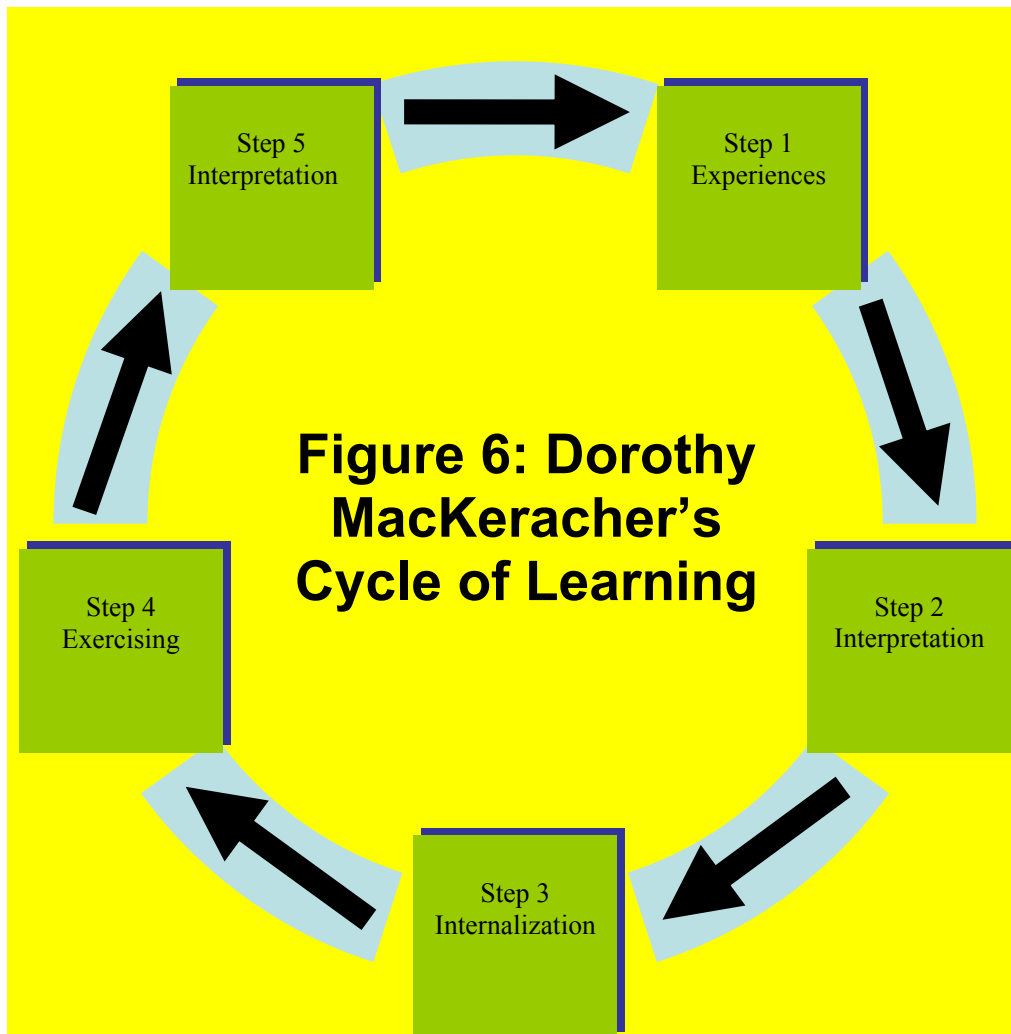 Step 5
Interpretation
Step 1
Experiences
Figure 6: Dorothy
MacKeracher’s
Cycle of Learning
Step 4
Exercising
Step 2
Interpretation
Step 3
Internalization